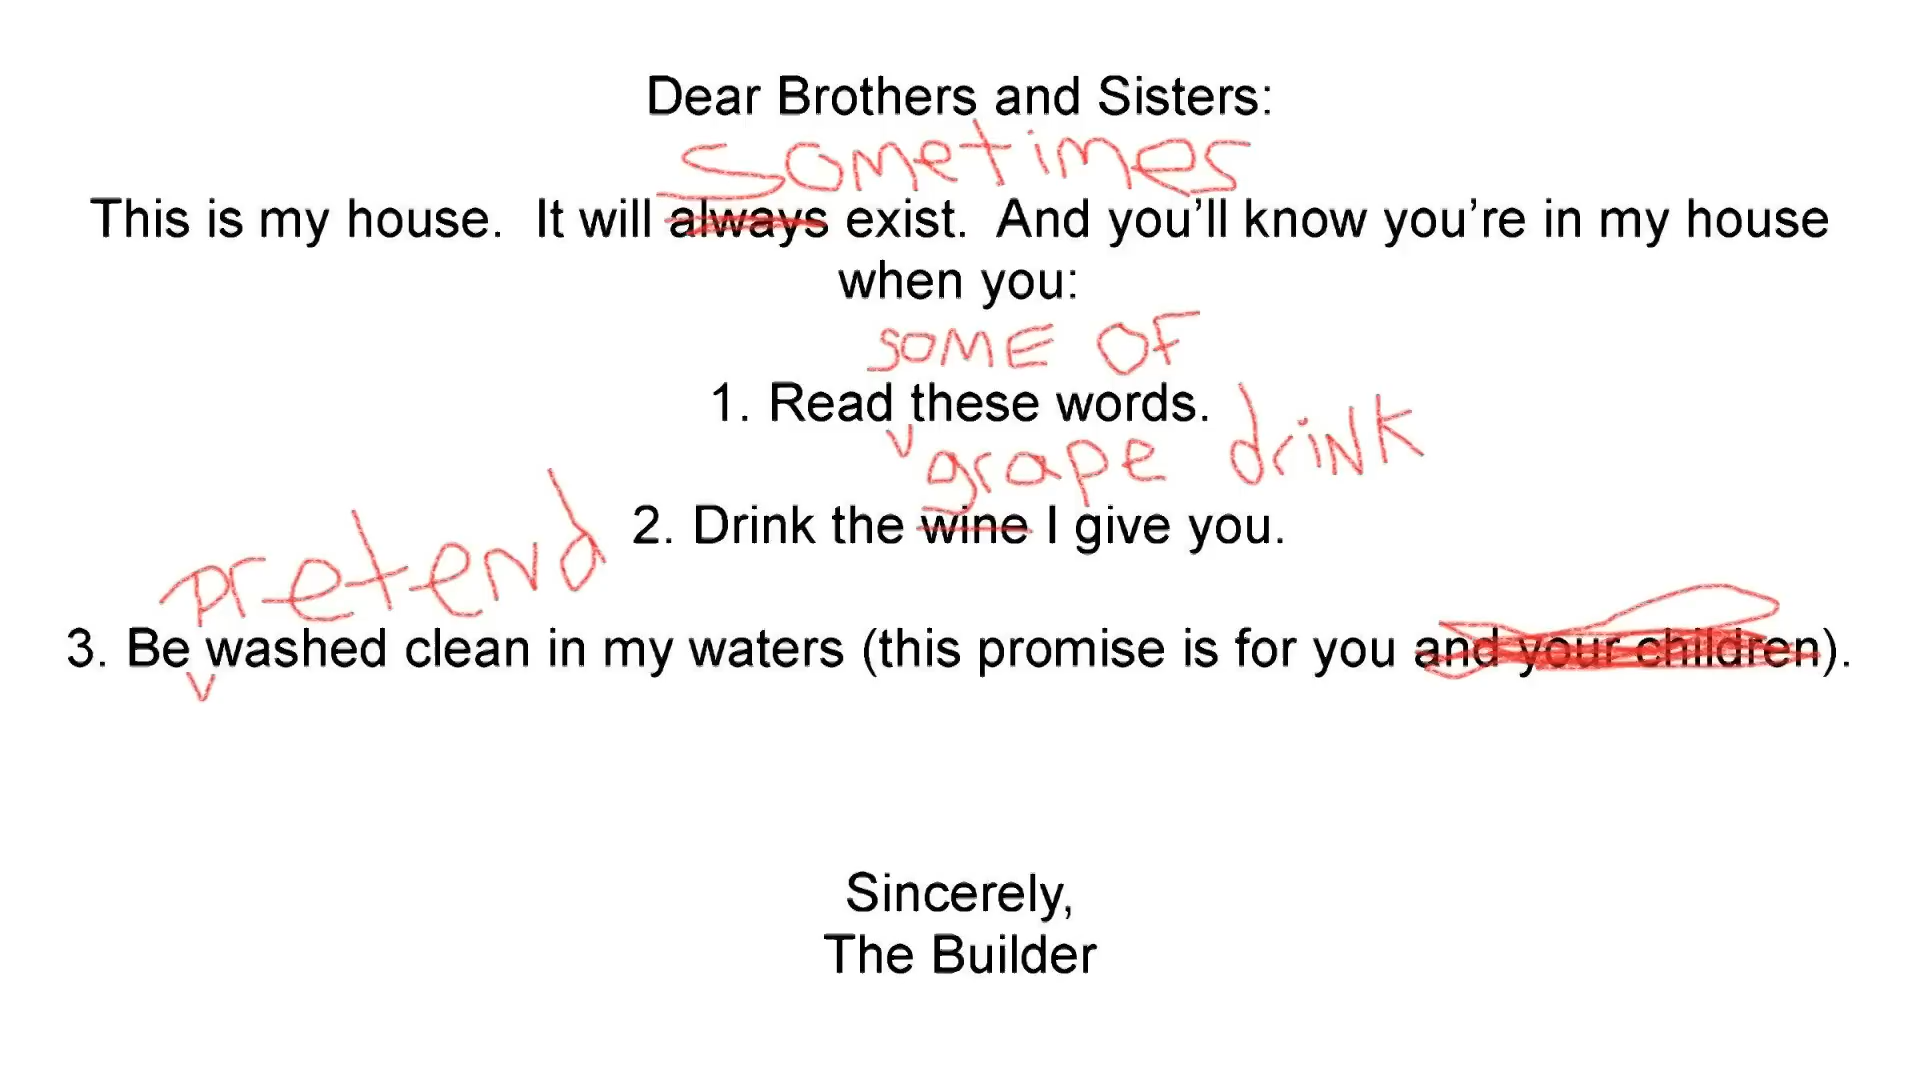 Dear Brothers and Sisters:
sometimes
This is my house. It will always exist. And you'll know you're in my house
when you:
SOME OF
1. Read these words.
grape drink
2. Drink the wine I give you.
pretend
3. Be washed clean in my waters (this promise is for you and your children).
Sincerely,
The Builder